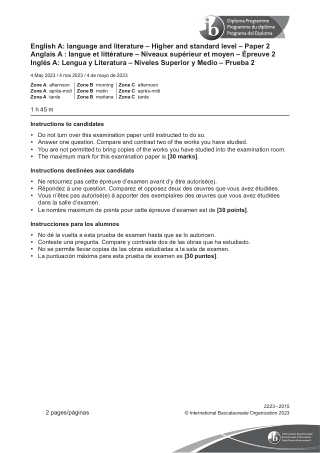 Diploma Programme
Programme du diplôme
Programa del Diploma
English A: language and literature – Higher and standard level – Paper 2
Anglais A : langue et littérature – Niveaux supérieur et moyen – Épreuve 2
Inglés A: Lengua y Literatura – Niveles Superior y Medio – Prueba 2
4 May 2023 / 4 mai 2023 / 4 de mayo de 2023
Zone A afternoon Zone B morning Zone C afternoon
Zone A après-midi Zone B matin Zone C après-midi
Zona A tarde Zona B mañana Zona C tarde
1 h 45 m
Instructions to candidates
• Do not turn over this examination paper until instructed to do so.
• Answer one question. Compare and contrast two of the works you have studied.
• You are not permitted to bring copies of the works you have studied into the examination room.
• The maximum mark for this examination paper is [30 marks].
Instructions destinées aux candidats
• Ne retournez pas cette épreuve d'examen avant d'y être autorisé(e).
• Répondez à une question. Comparez et opposez deux des œuvres que vous avez étudiées.
• Vous n'êtes pas autorisé(e) à apporter des exemplaires des œuvres que vous avez étudiées
dans la salle d'examen.
• Le nombre maximum de points pour cette épreuve d'examen est de [30 points].
Instrucciones para los alumnos
• No dé la vuelta a esta prueba de examen hasta que se lo autoricen.
• Conteste una pregunta. Compare y contraste dos de las obras que ha estudiado.
• No se permite llevar copias de las obras que ha estudiado a la sala de examen.
• La puntuación máxima para esta prueba de examen es [30 puntos].
2223–2015
2 pages/páginas
© International Baccalaureate Organization 2023